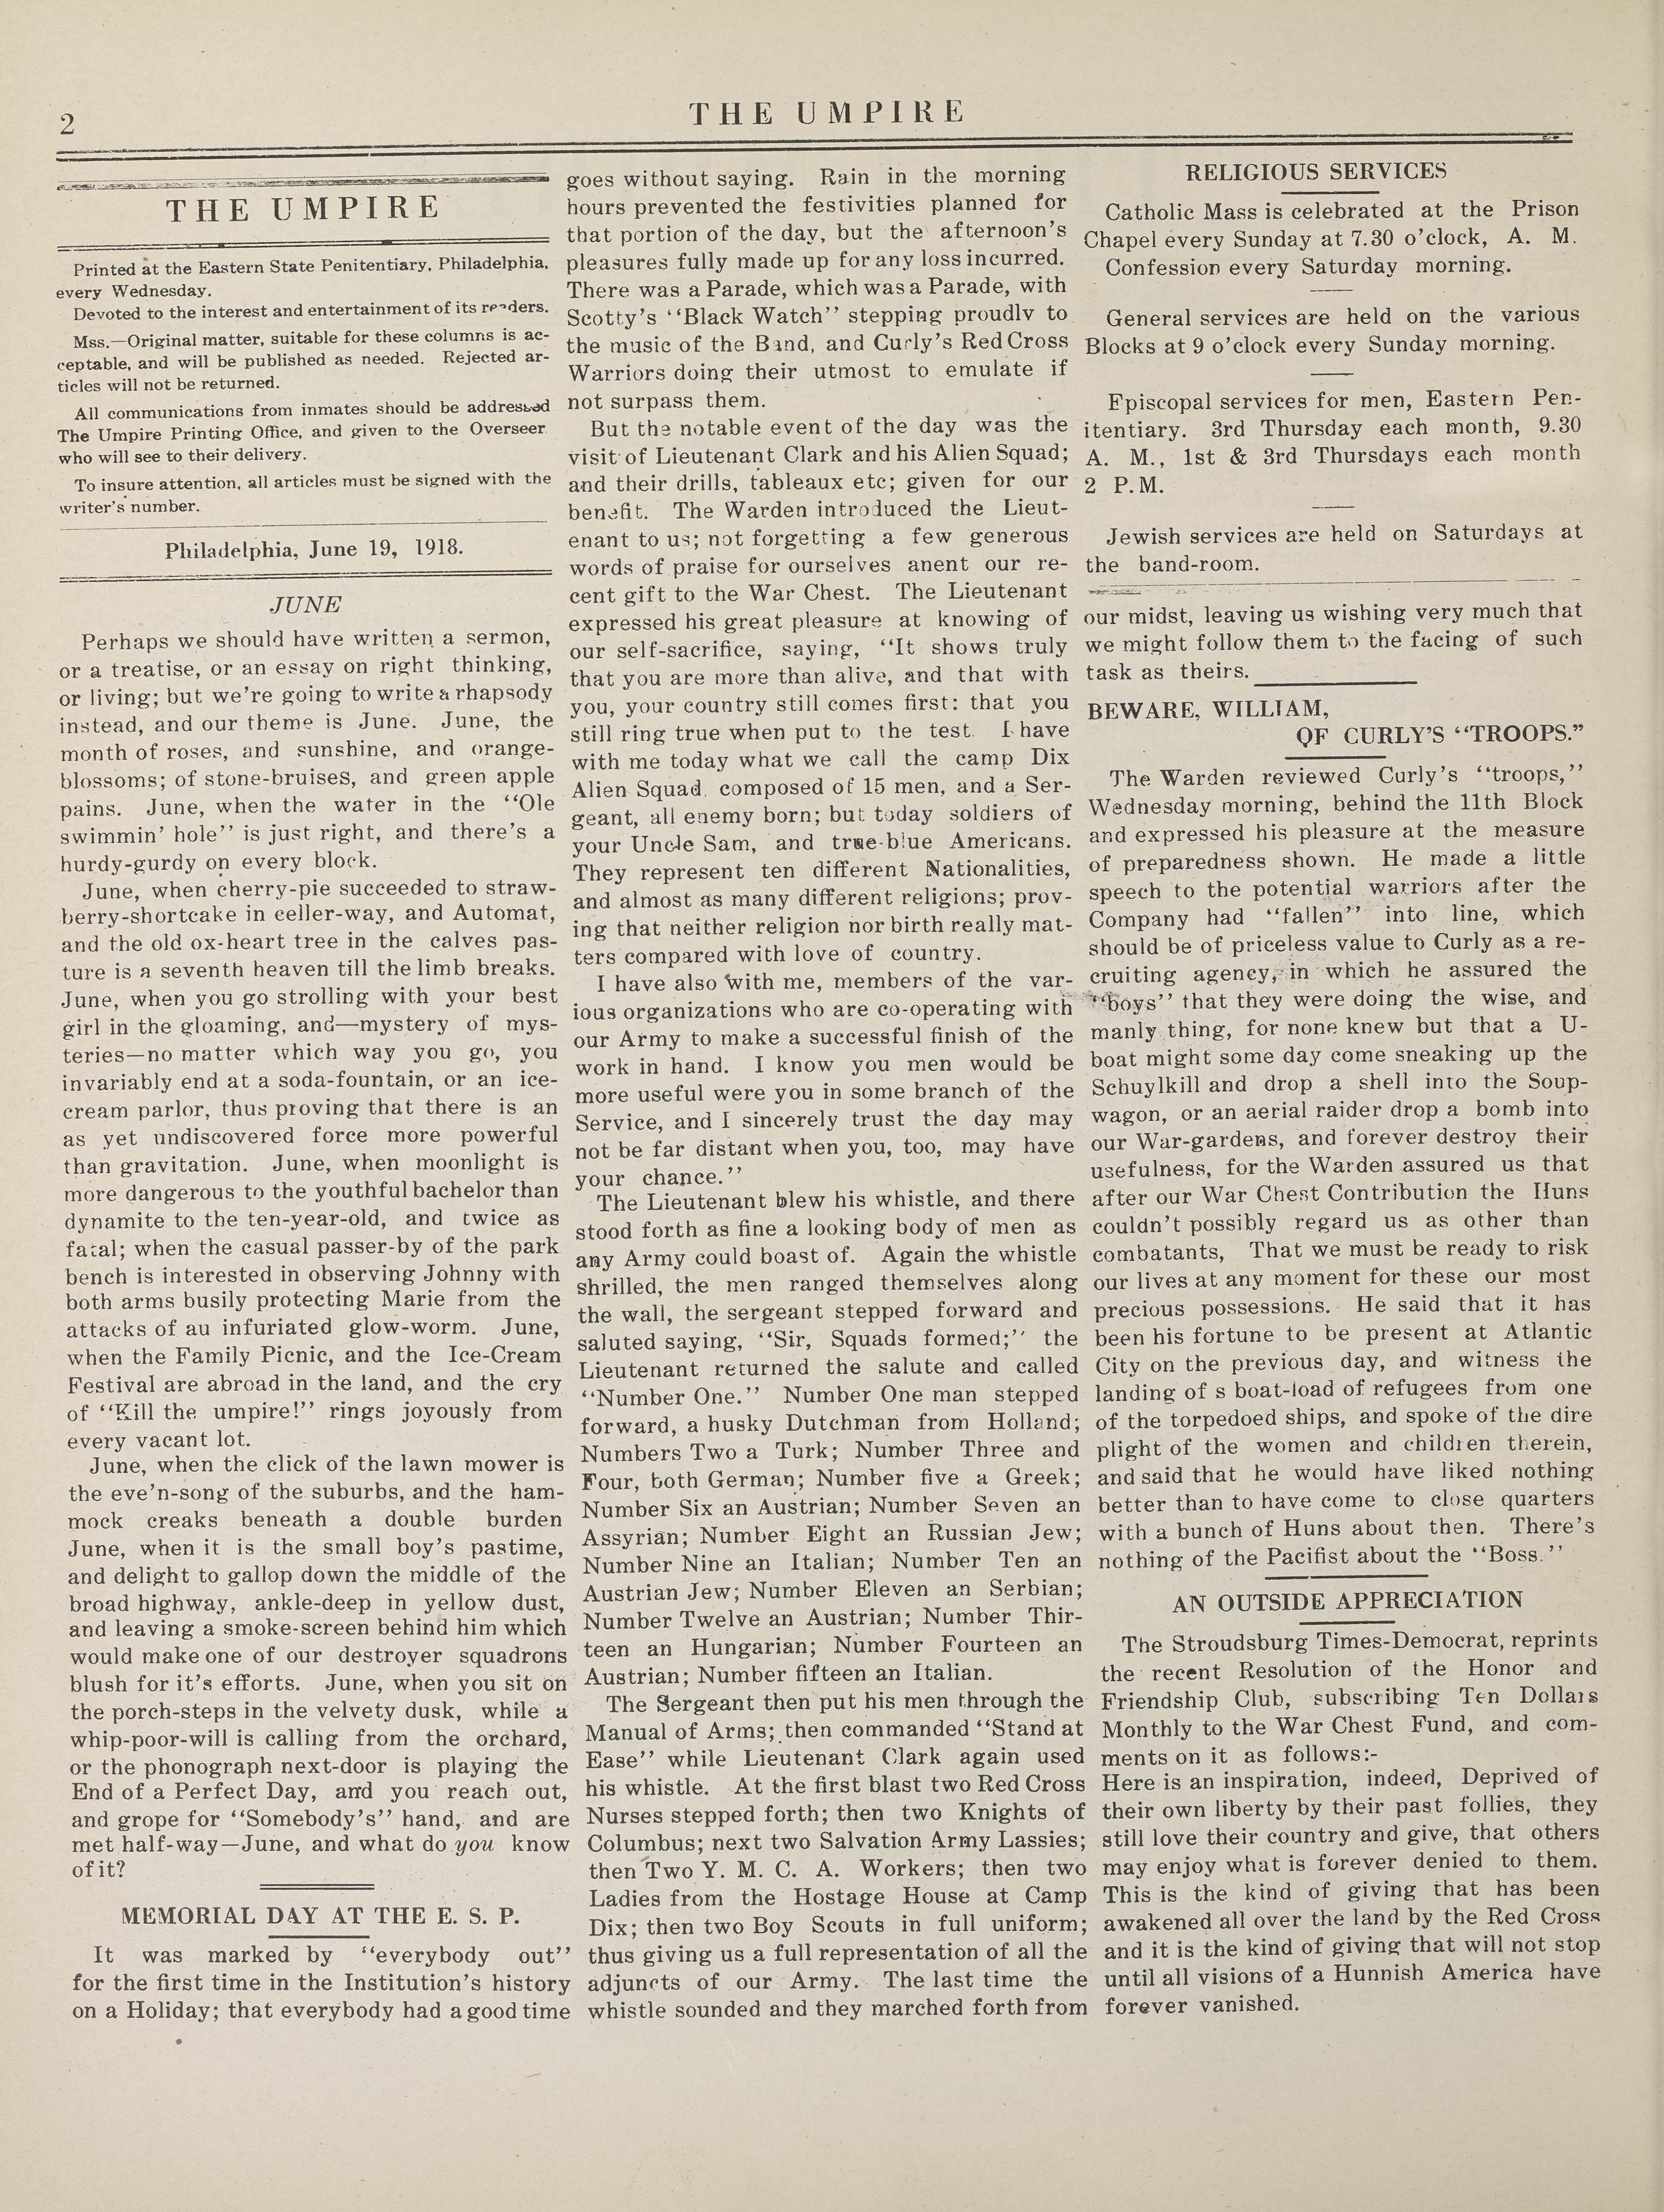 2
THE UMPIRE
THE UMPIRE
Printed at the Eastern State Penitentiary, Philadelphia,
every Wednesday.
Devoted to the interest and entertainment of its readers.
Mss.—Original matter, suitable for these columns is ac-
ceptable, and will be published as needed. Rejected ar-
ticles will not be returned.
All communications from inmates should be addressed
The Umpire Printing Office, and given to the Overseer
who will see to their delivery.
To insure attention, all articles must be signed with the
writer's number.
Philadelphia, June 19, 1918.
JUNE
Perhaps we should have written a sermon,
or a treatise, or an essay on right thinking,
or living; but we're going to write a rhapsody
instead, and our theme is June. June, the
month of roses, and sunshine, and orange-
blossoms; of stone-bruises, and green apple
pains. June, when the water in the "Ole
swimmin' hole" is just right, and there's a
hurdy-gurdy on every block.
June, when cherry-pie succeeded to straw-
berry-shortcake in celler-way, and Automat,
and the old ox-heart tree in the calves pas-
ture is a seventh heaven till the limb breaks.
June, when you go strolling with your best
girl in the gloaming, and—mystery of mys-
teries—no matter which way you go, you
invariably end at a soda-fountain, or an ice-
cream parlor, thus proving that there is an
as yet undiscovered force more powerful
than gravitation. June, when moonlight is
more dangerous to the youthful bachelor than
dynamite to the ten-year-old, and twice as
fatal; when the casual passer-by of the park
bench is interested in observing Johnny with
both arms busily protecting Marie from the
attacks of au infuriated glow-worm. June,
when the Family Picnic, and the Ice-Cream
Festival are abroad in the land, and the cry
of "Kill the umpire!" rings joyously from
every vacant lot.
June, when the click of the lawn mower is
the eve'n-song of the suburbs, and the ham-
mock creaks beneath a double burden
June, when it is the small boy's pastime,
and delight to gallop down the middle of the
broad highway, ankle-deep in yellow dust,
and leaving a smoke-screen behind him which
would make one of our destroyer squadrons
blush for it's efforts. June, when you sit on
the porch-steps in the velvety dusk, while a
whip-poor-will is calling from the orchard,
or the phonograph next-door is playing the
End of a Perfect Day, and you reach out,
and grope for "Somebody's" hand, and are
met half-way—June, and what do you know
of it?
MEMORIAL DAY AT THE E. S. P.
It was marked by "everybody out"
for the first time in the Institution's history
on a Holiday; that everybody had a good time
goes without saying. Rain in the morning
hours prevented the festivities planned for
that portion of the day, but the afternoon's
pleasures fully made up for any loss incurred.
There was a Parade, which was a Parade, with
Scotty's "Black Watch" stepping proudly to
the music of the Band, and Curly's Red Cross
Warriors doing their utmost to emulate if
not surpass them.
But the notable event of the day was the
visit of Lieutenant Clark and his Alien Squad;
and their drills, tableaux etc; given for our
benefit. The Warden introduced the Lieut-
enant to us; not forgetting a few generous
words of praise for ourselves anent our re-
cent gift to the War Chest. The Lieutenant
expressed his great pleasure at knowing of
our self-sacrifice, saying, "It shows truly
that you are more than alive, and that with
you, your country still comes first: that you
still ring true when put to the test. I have
with me today what we call the camp Dix
Alien Squad, composed of 15 men, and a Ser-
geant, all enemy born; but today soldiers of
your Uncle Sam, and true-blue Americans.
They represent ten different Nationalities,
and almost as many different religions; prov-
ing that neither religion nor birth really mat-
ters compared with love of country.
I have also with me, members of the var-
ious organizations who are co-operating with
our Army to make a successful finish of the
work in hand. I know you men would be
more useful were you in some branch of the
Service, and I sincerely trust the day may
not be far distant when you, too, may have
your chance."
The Lieutenant blew his whistle, and there
stood forth as fine a looking body of men as
any Army could boast of. Again the whistle
shrilled, the men ranged themselves along
the wall, the sergeant stepped forward and
saluted saying, "Sir, Squads formed;" the
Lieutenant returned the salute and called
"Number One." Number One man stepped
forward, a husky Dutchman from Holland;
Numbers Two a Turk; Number Three and
Four, both German; Number five a Greek;
Number Six an Austrian; Number Seven an
Assyrian; Number Eight an Russian Jew;
Number Nine an Italian; Number Ten an
Austrian Jew; Number Eleven an Serbian;
Number Twelve an Austrian; Number Thir-
teen an Hungarian; Number Fourteen an
Austrian; Number fifteen an Italian.
The Sergeant then put his men through the
Manual of Arms; then commanded "Stand at
Ease" while Lieutenant Clark again used
his whistle. At the first blast two Red Cross
Nurses stepped forth; then two Knights of
Columbus; next two Salvation Army Lassies;
then Two Y. M. C. A. Workers; then two
Ladies from the Hostage House at Camp
Dix; then two Boy Scouts in full uniform;
thus giving us a full representation of all the
adjuncts of our Army. The last time the
whistle sounded and they marched forth from
RELIGIOUS SERVICES
Catholic Mass is celebrated at the Prison
Chapel every Sunday at 7.30 o'clock, A. M.
Confession every Saturday morning.
General services are held on the various
Blocks at 9 o'clock every Sunday morning.
Episcopal services for men, Eastern Pen-
itentiary. 3rd Thursday each month, 9.30
A. M., 1st & 3rd Thursdays each month
2 P.M.
Jewish services are held on Saturdays at
the band-room.
our midst, leaving us wishing very much that
we might follow them to the facing of such
task as theirs.
BEWARE, WILLIAM,
OF CURLY'S "TROOPS."
The Warden reviewed Curly's "troops,"
Wednesday morning, behind the 11th Block
and expressed his pleasure at the measure
of preparedness shown. He made a little
speech to the potential warriors after the
Company had "fallen" into line, which
should be of priceless value to Curly as a re-
cruiting agency, in which he assured the
"boys" that they were doing the wise, and
manly thing, for none knew but that a U-
boat might some day come sneaking up the
Schuylkill and drop a shell into the Soup-
wagon, or an aerial raider drop a bomb into
our War-gardens, and forever destroy their
usefulness, for the Warden assured us that
after our War Chest Contribution the Huns
couldn't possibly regard us as other than
combatants, That we must be ready to risk
our lives at any moment for these our most
precious possessions. He said that it has
been his fortune to be present at Atlantic
City on the previous day, and witness the
landing of s boat-load of refugees from one
of the torpedoed ships, and spoke of the dire
plight of the women and children therein,
and said that he would have liked nothing
better than to have come to close quarters
with a bunch of Huns about then. There's
nothing of the Pacifist about the "Boss."
AN OUTSIDE APPRECIATION
The Stroudsburg Times-Democrat, reprints
the recent Resolution of the Honor and
Friendship Club, subscribing Ten Dollars
Monthly to the War Chest Fund, and com-
ments on it as follows:-
Here is an inspiration, indeed, Deprived of
their own liberty by their past follies, they
still love their country and give, that others
may enjoy what is forever denied to them.
This is the kind of giving that has been
awakened all over the land by the Red Cross
and it is the kind of giving that will not stop
until all visions of a Hunnish America have
forever vanished.